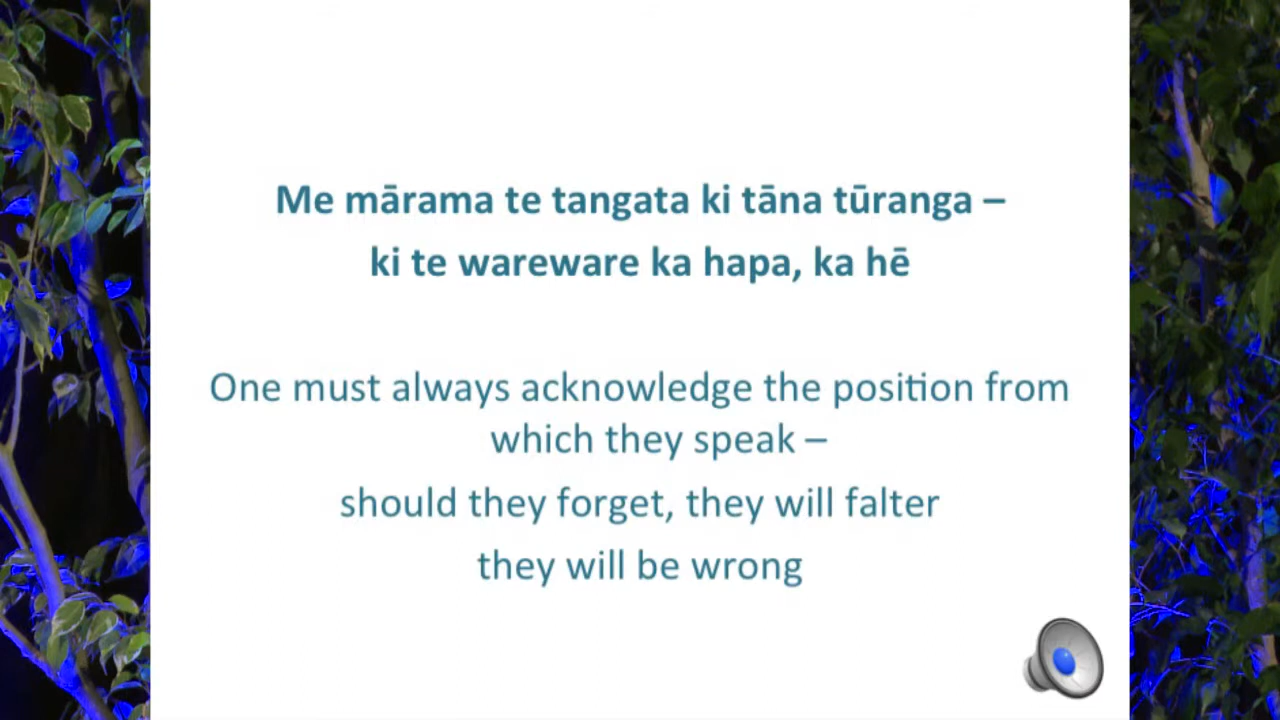 Me mārama te tangata ki tāna tūranga –
ki te wareware ka hapa, ka hē
One must always acknowledge the position from
which they speak –
should they forget, they will falter
they will be wrong